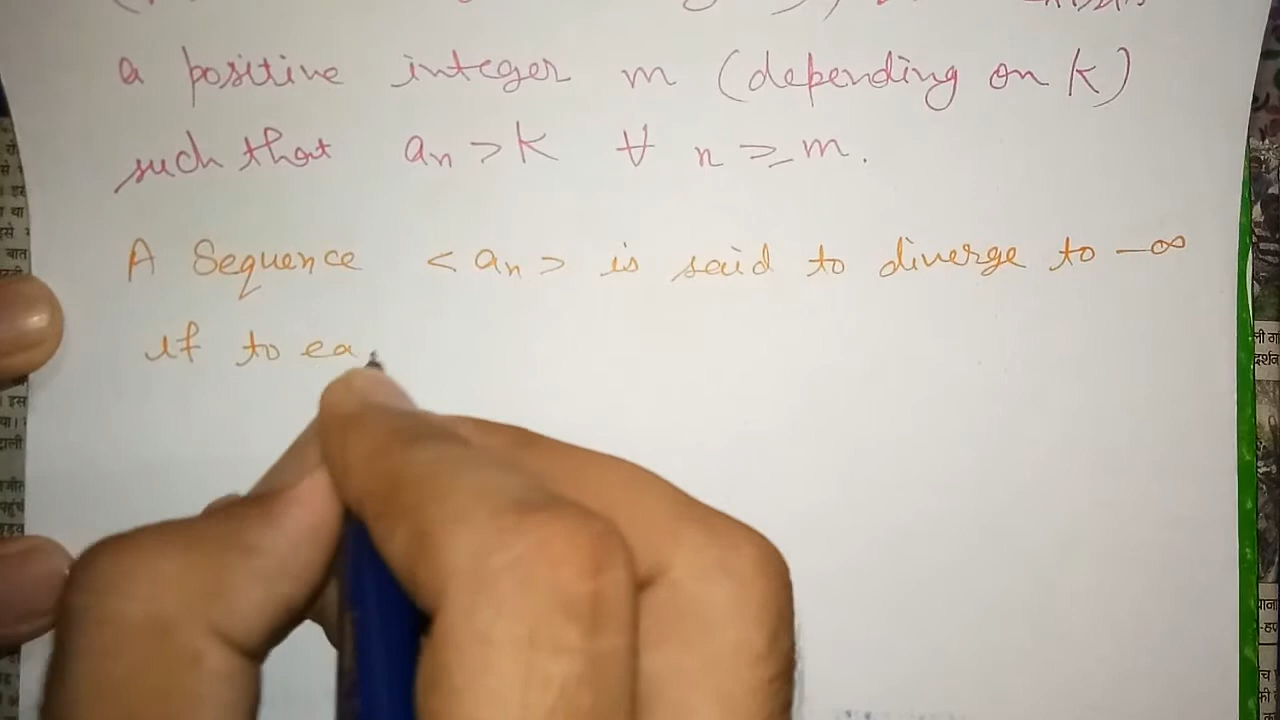 a positive integer m (depending on k)
such that an > k ∀ n ≥ m.
A Sequence < an > is said to diverge to -∞
if to ea